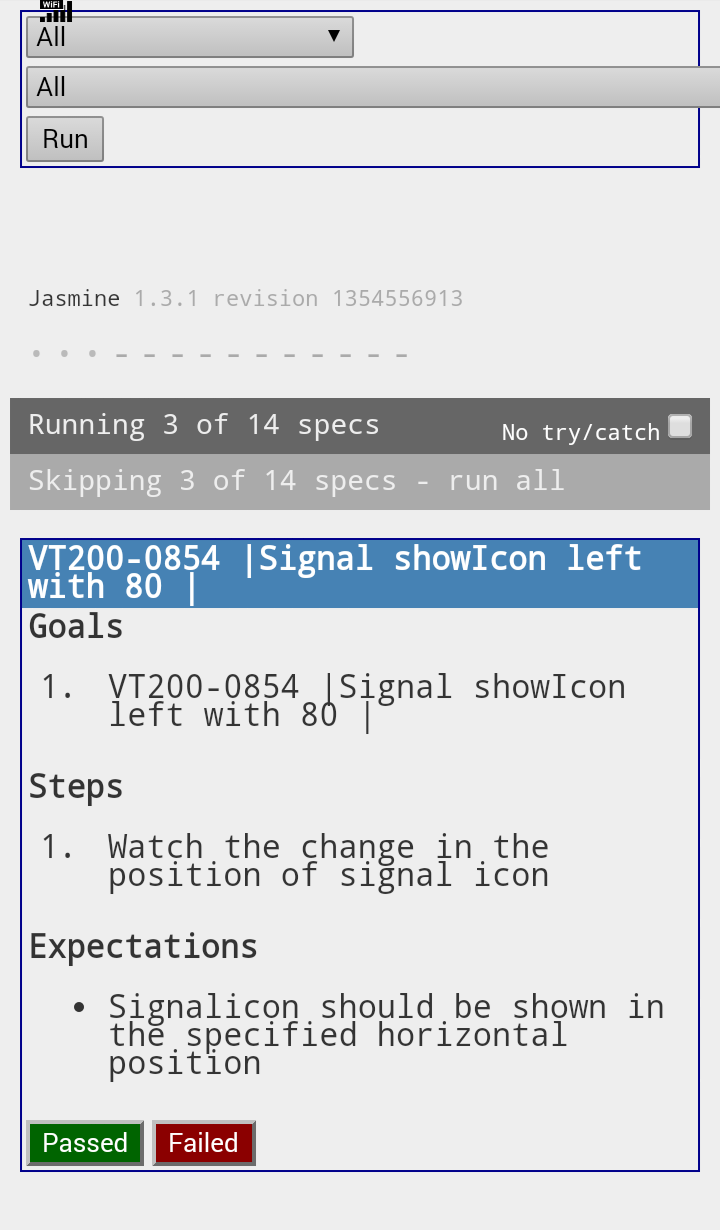 WiFi
All ▼
All
Run
Jasmine 1.3.1 revision 1354556913
• • • – – – – – – – – – – –
Running 3 of 14 specs No try/catch
Skipping 3 of 14 specs - run all
VT200-0854 |Signal showIcon left
with 80 |
Goals
1. VT200-0854 |Signal showIcon
left with 80 |
Steps
1. Watch the change in the
position of signal icon
Expectations
• Signalicon should be shown in
the specified horizontal
position
Passed Failed